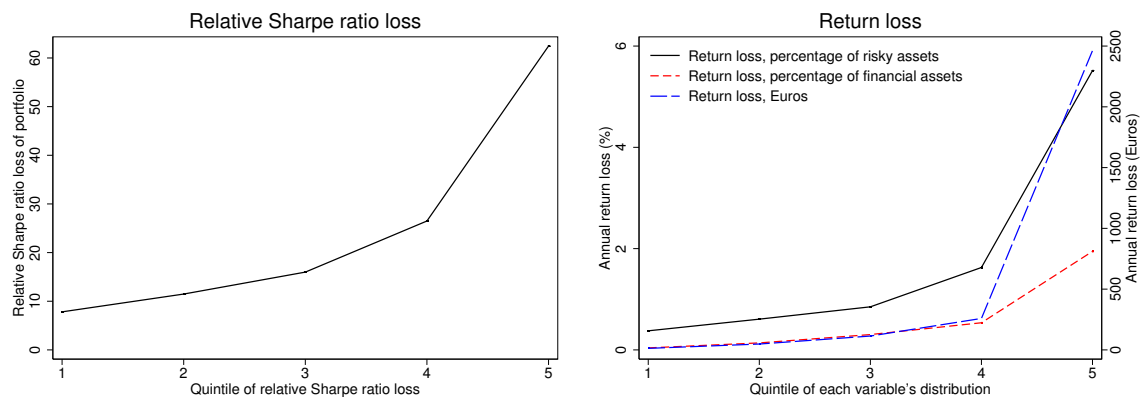 Relative Sharpe ratio loss
Relative Sharpe ratio loss of portfolio
60
50
40
30
20
10
0
1 2 3 4 5
Quintile of relative Sharpe ratio loss
Return loss
Return loss, percentage of risky assets
Return loss, percentage of financial assets
Return loss, Euros
Annual return loss (%)
6
4
2
0
Annual return loss (Euros)
2500
2000
1500
1000
500
0
1 2 3 4 5
Quintile of each variable's distribution